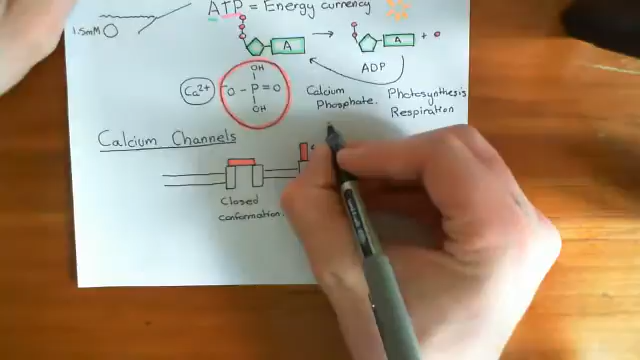 ATP = Energy currency
1.5mM
A
A
+
ADP
OH
Ca²⁺
⁻O - P = O
OH
Calcium
Phosphate.
Photosynthesis
Respiration
Calcium Channels
Closed
conformation.